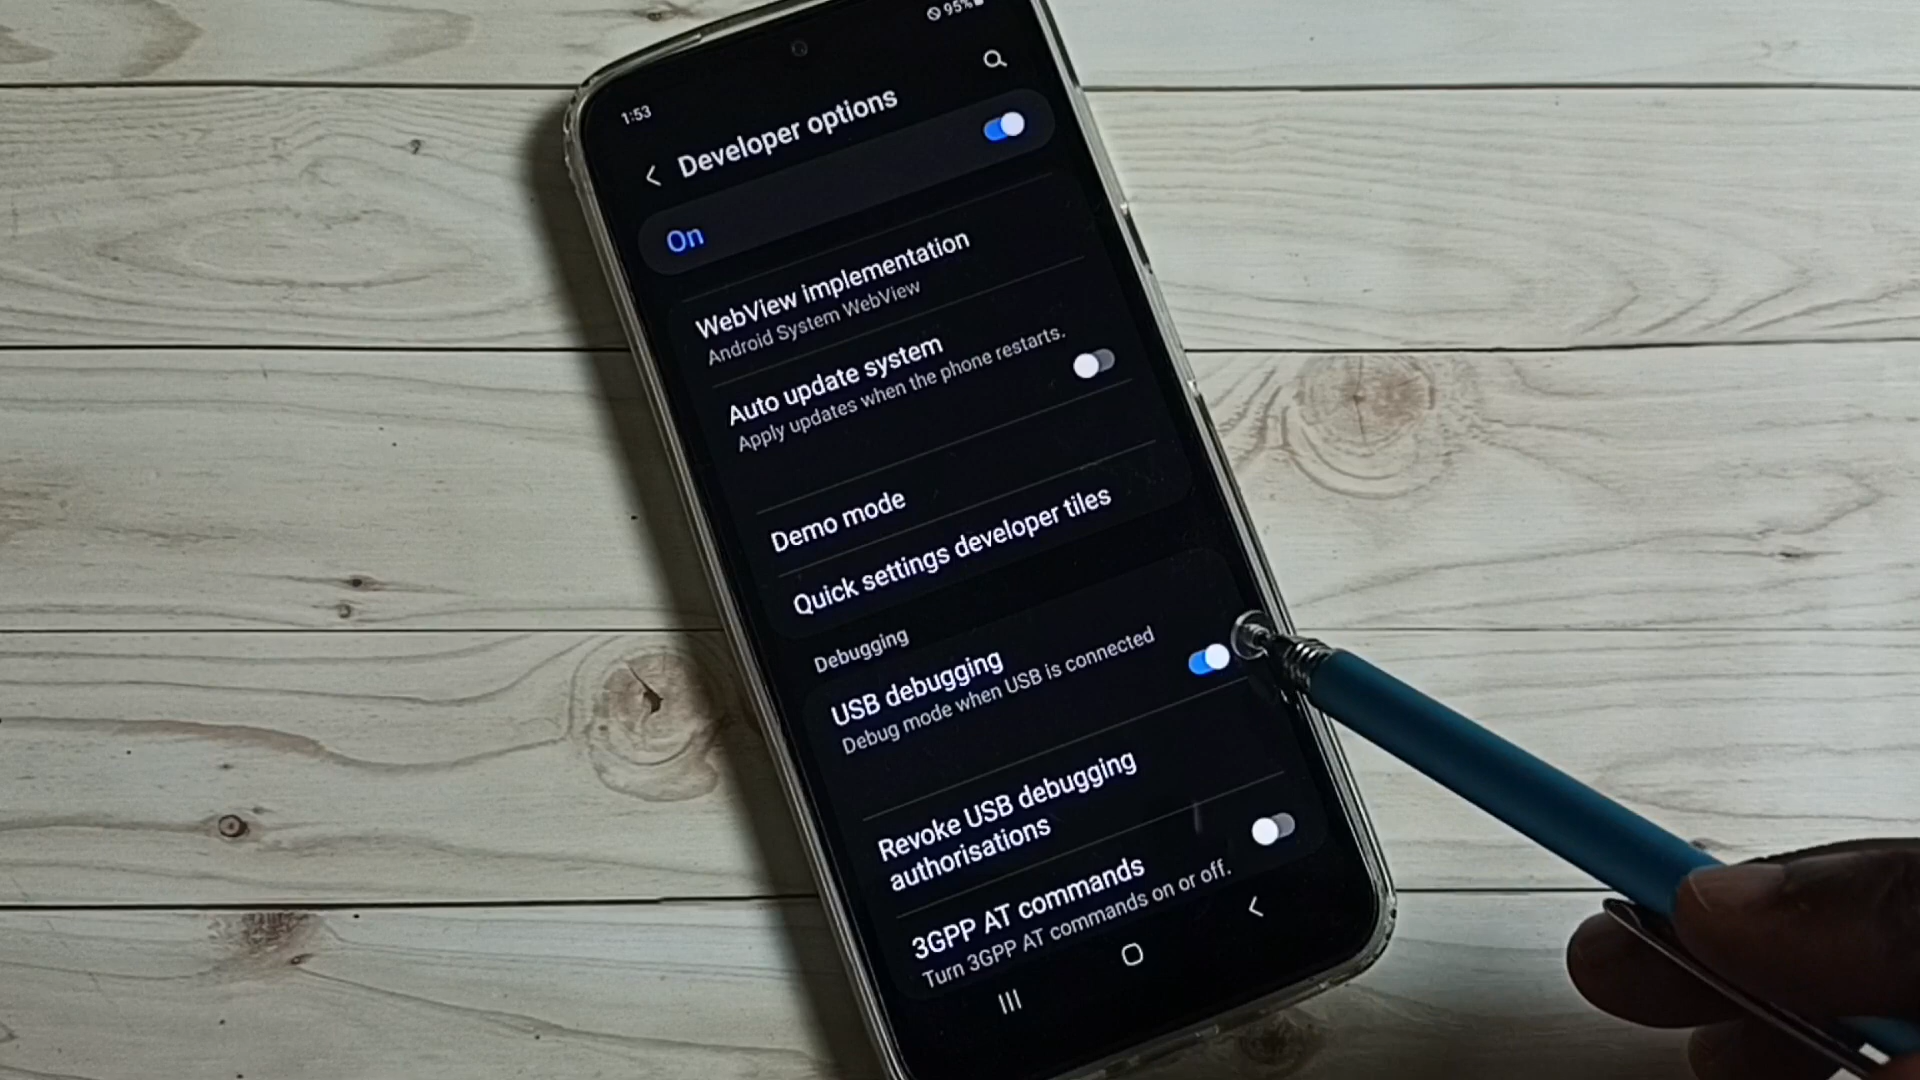 95%
1:53
Developer options
On
WebView implementation
Android System WebView
Auto update system
Apply updates when the phone restarts.
Demo mode
Quick settings developer tiles
Debugging
USB debugging
Debug mode when USB is connected
Revoke USB debugging
authorisations
3GPP AT commands
Turn 3GPP AT commands on or off.